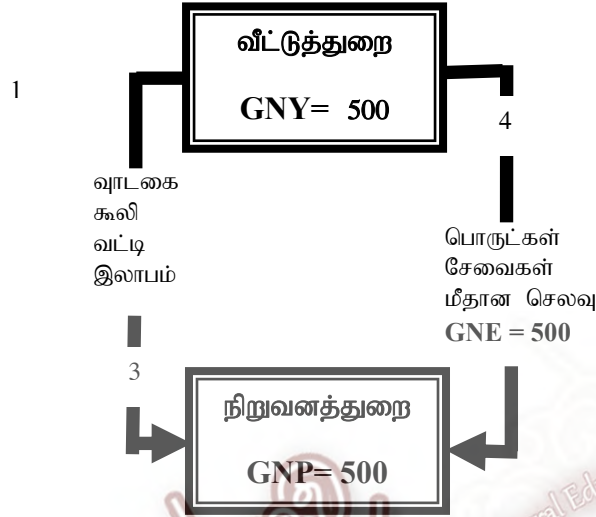 வீட்டுத்துறை
GNY= 500
1
4
வாடகை
கூலி
வட்டி
இலாபம்
பொருட்கள்
சேவைகள்
மீதான செலவு
GNE = 500
3
நிறுவனத்துறை
GNP= 500